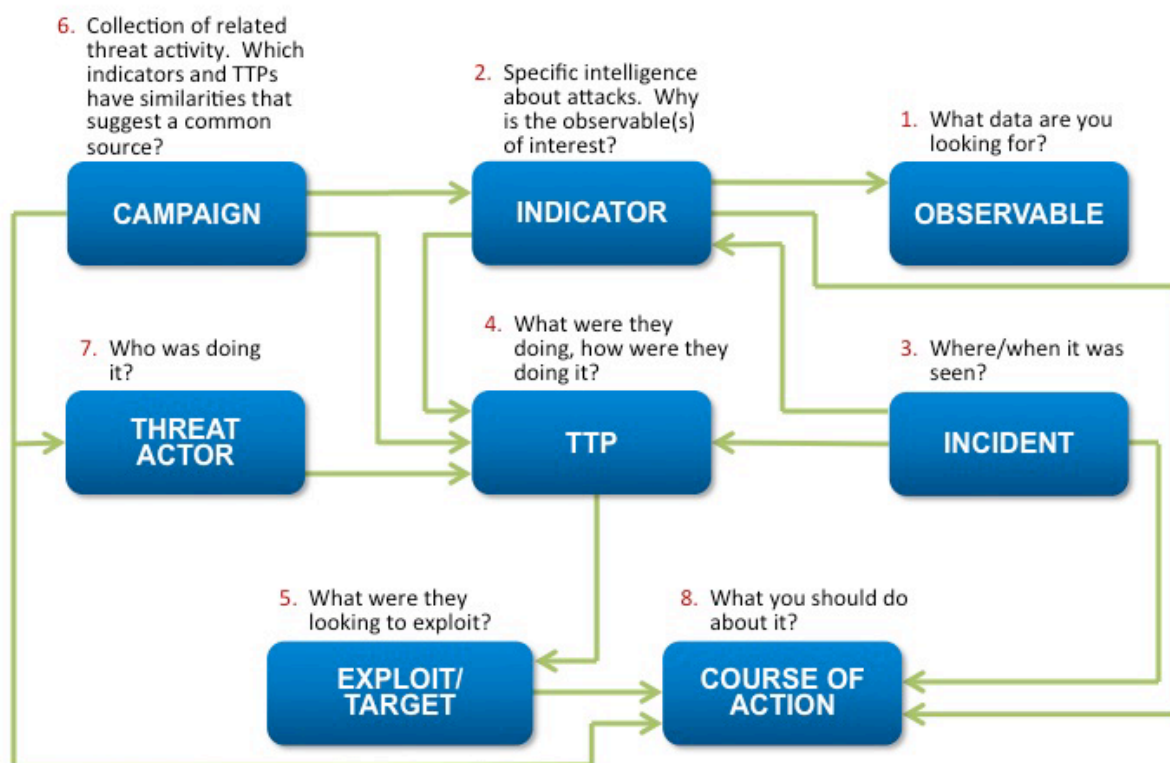 6. Collection of related
threat activity. Which
indicators and TTPs
have similarities that
suggest a common
source?
CAMPAIGN
2. Specific intelligence
about attacks. Why
is the observable(s)
of interest?
INDICATOR
1. What data are you
looking for?
OBSERVABLE
7. Who was doing
it?
THREAT
ACTOR
4. What were they
doing, how were they
doing it?
TTP
3. Where/when it was
seen?
INCIDENT
5. What were they
looking to exploit?
EXPLOIT/
TARGET
8. What you should do
about it?
COURSE OF
ACTION